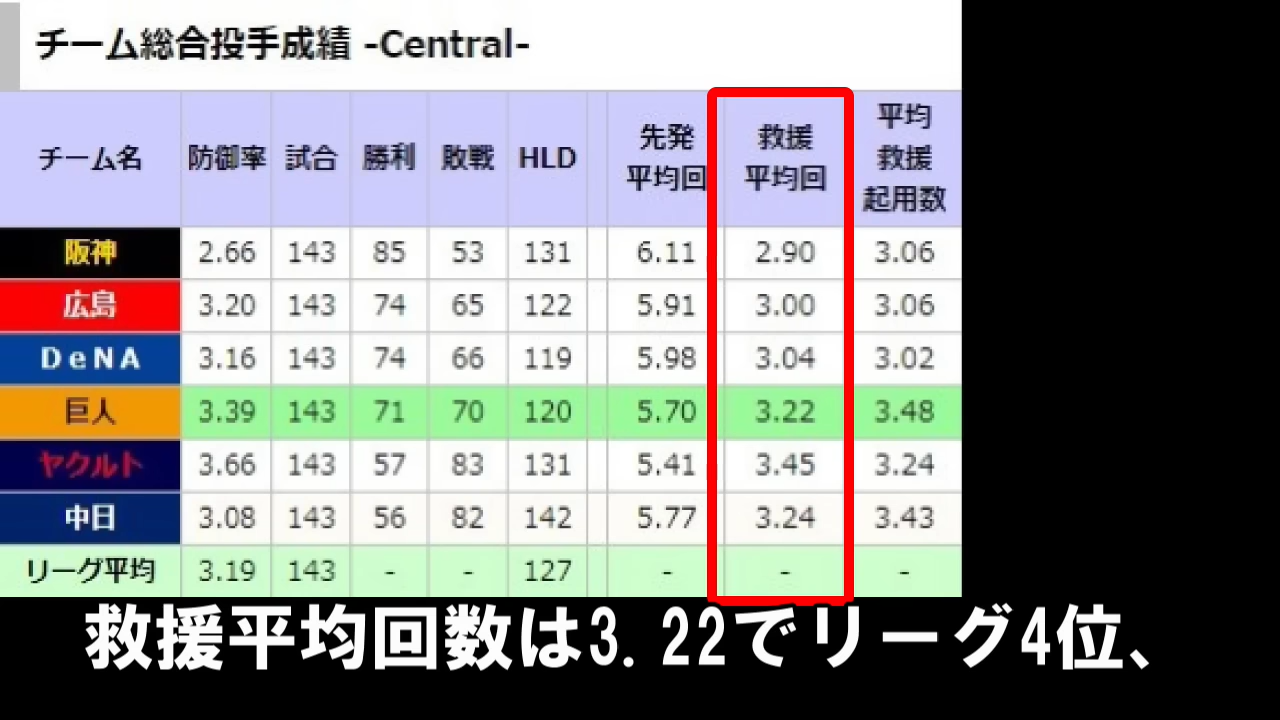 チーム総合投手成績 -Central-
チーム名 防御率 試合 勝利 敗戦 HLD 先発平均回 救援平均回 平均救援起用数
阪神 2.66 143 85 53 131 6.11 2.90 3.06
広島 3.20 143 74 65 122 5.91 3.00 3.06
DeNA 3.16 143 74 66 119 5.98 3.04 3.02
巨人 3.39 143 71 70 120 5.70 3.22 3.48
ヤクルト 3.66 143 57 83 131 5.41 3.45 3.24
中日 3.08 143 56 82 142 5.77 3.24 3.43
リーグ平均 3.19 143 - - 127 - - -
救援平均回数は3.22でリーグ4位、